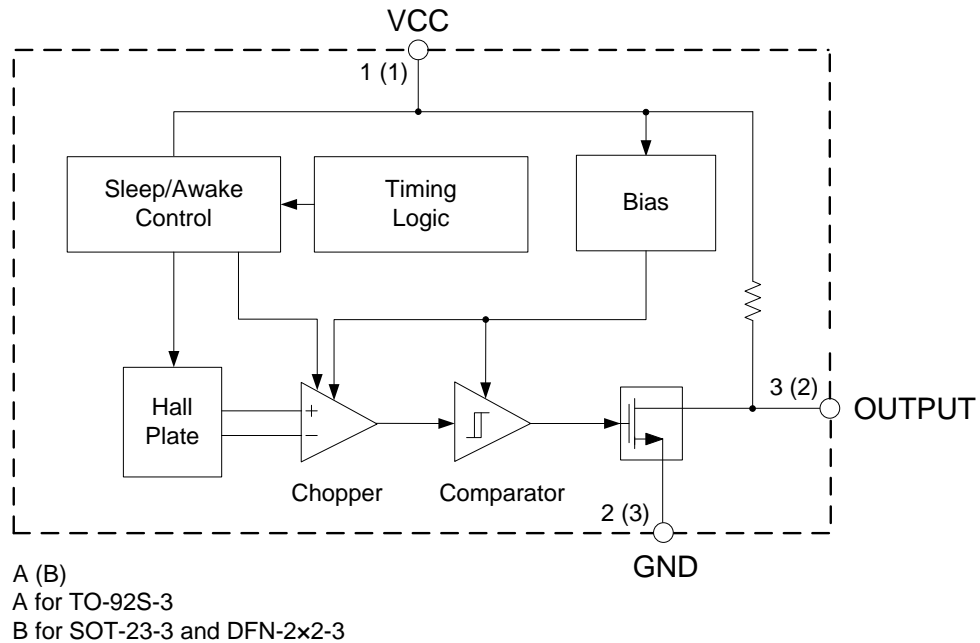 VCC
1 (1)
Sleep/Awake
Control
Timing
Logic
Bias
Hall
Plate
+
−
Chopper
Comparator
3 (2)
OUTPUT
2 (3)
GND
A (B)
A for TO-92S-3
B for SOT-23-3 and DFN-2×2-3